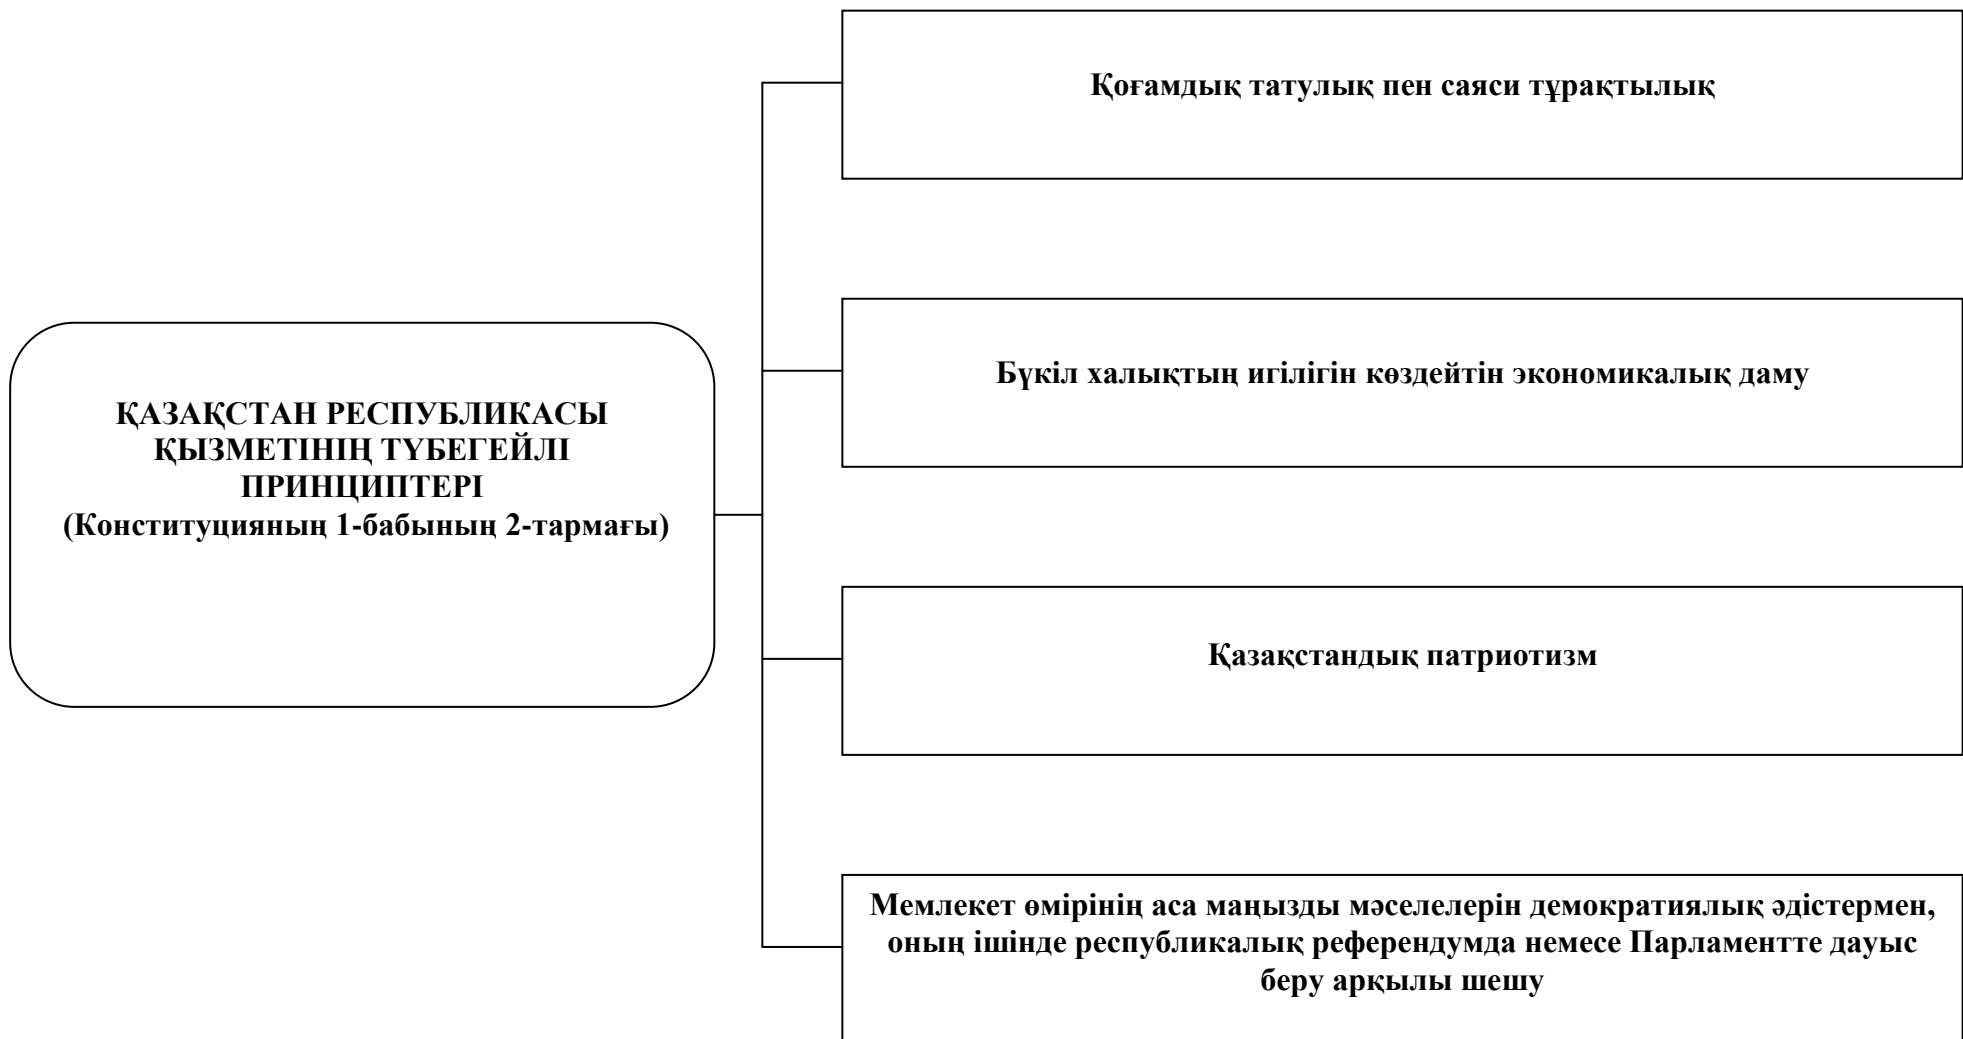 Қоғамдық татулық пен саяси тұрақтылық
Бүкіл халықтың игілігін көздейтін экономикалық даму
ҚАЗАҚСТАН РЕСПУБЛИКАСЫ
ҚЫЗМЕТІНІҢ ТҮБЕГЕЙЛІ
ПРИНЦИПТЕРІ
(Конституцияның 1-бабының 2-тармағы)
Қазақстандық патриотизм
Мемлекет өмірінің аса маңызды мәселелерін демократиялық әдістермен,
оның ішінде республикалық референдумда немесе Парламентте дауыс
беру арқылы шешу